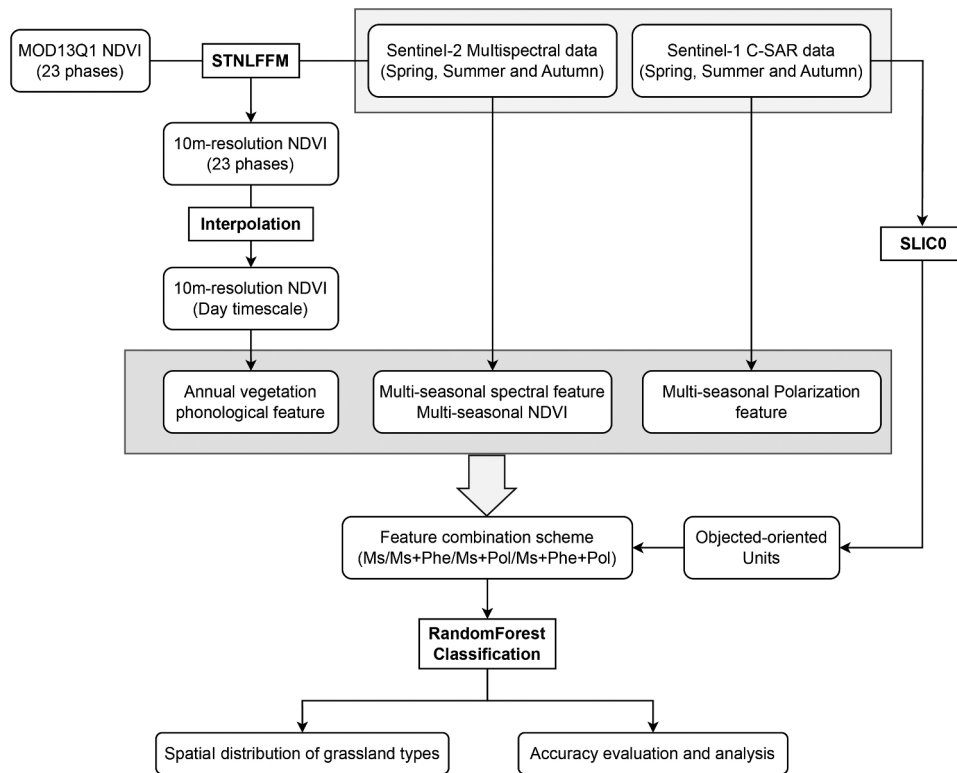 MOD13Q1 NDVI
(23 phases)
STNLFFM
Sentinel-2 Multispectral data
(Spring, Summer and Autumn)
Sentinel-1 C-SAR data
(Spring, Summer and Autumn)
10m-resolution NDVI
(23 phases)
Interpolation
SLIC0
10m-resolution NDVI
(Day timescale)
Annual vegetation
phonological feature
Multi-seasonal spectral feature
Multi-seasonal NDVI
Multi-seasonal Polarization
feature
Feature combination scheme
(Ms/Ms+Phe/Ms+Pol/Ms+Phe+Pol)
Objected-oriented
Units
RandomForest
Classification
Spatial distribution of grassland types
Accuracy evaluation and analysis